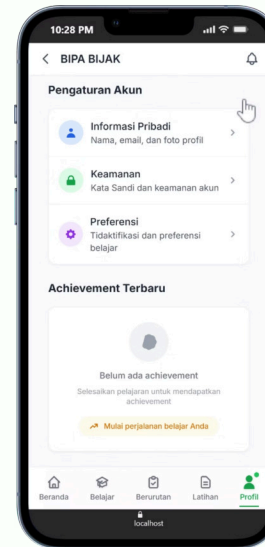 10:28 PM
BIPA BIJAK
Pengaturan Akun
Informasi Pribadi
Nama, email, dan foto profil
Keamanan
Kata Sandi dan keamanan akun
Preferensi
Tidaktifikasi dan preferensi
belajar
Achievement Terbaru
Belum ada achievement
Selesaikan pelajaran untuk mendapatkan
achievement
Mulai perjalanan belajar Anda
Beranda Belajar Berurutan Latihan Profil
localhost